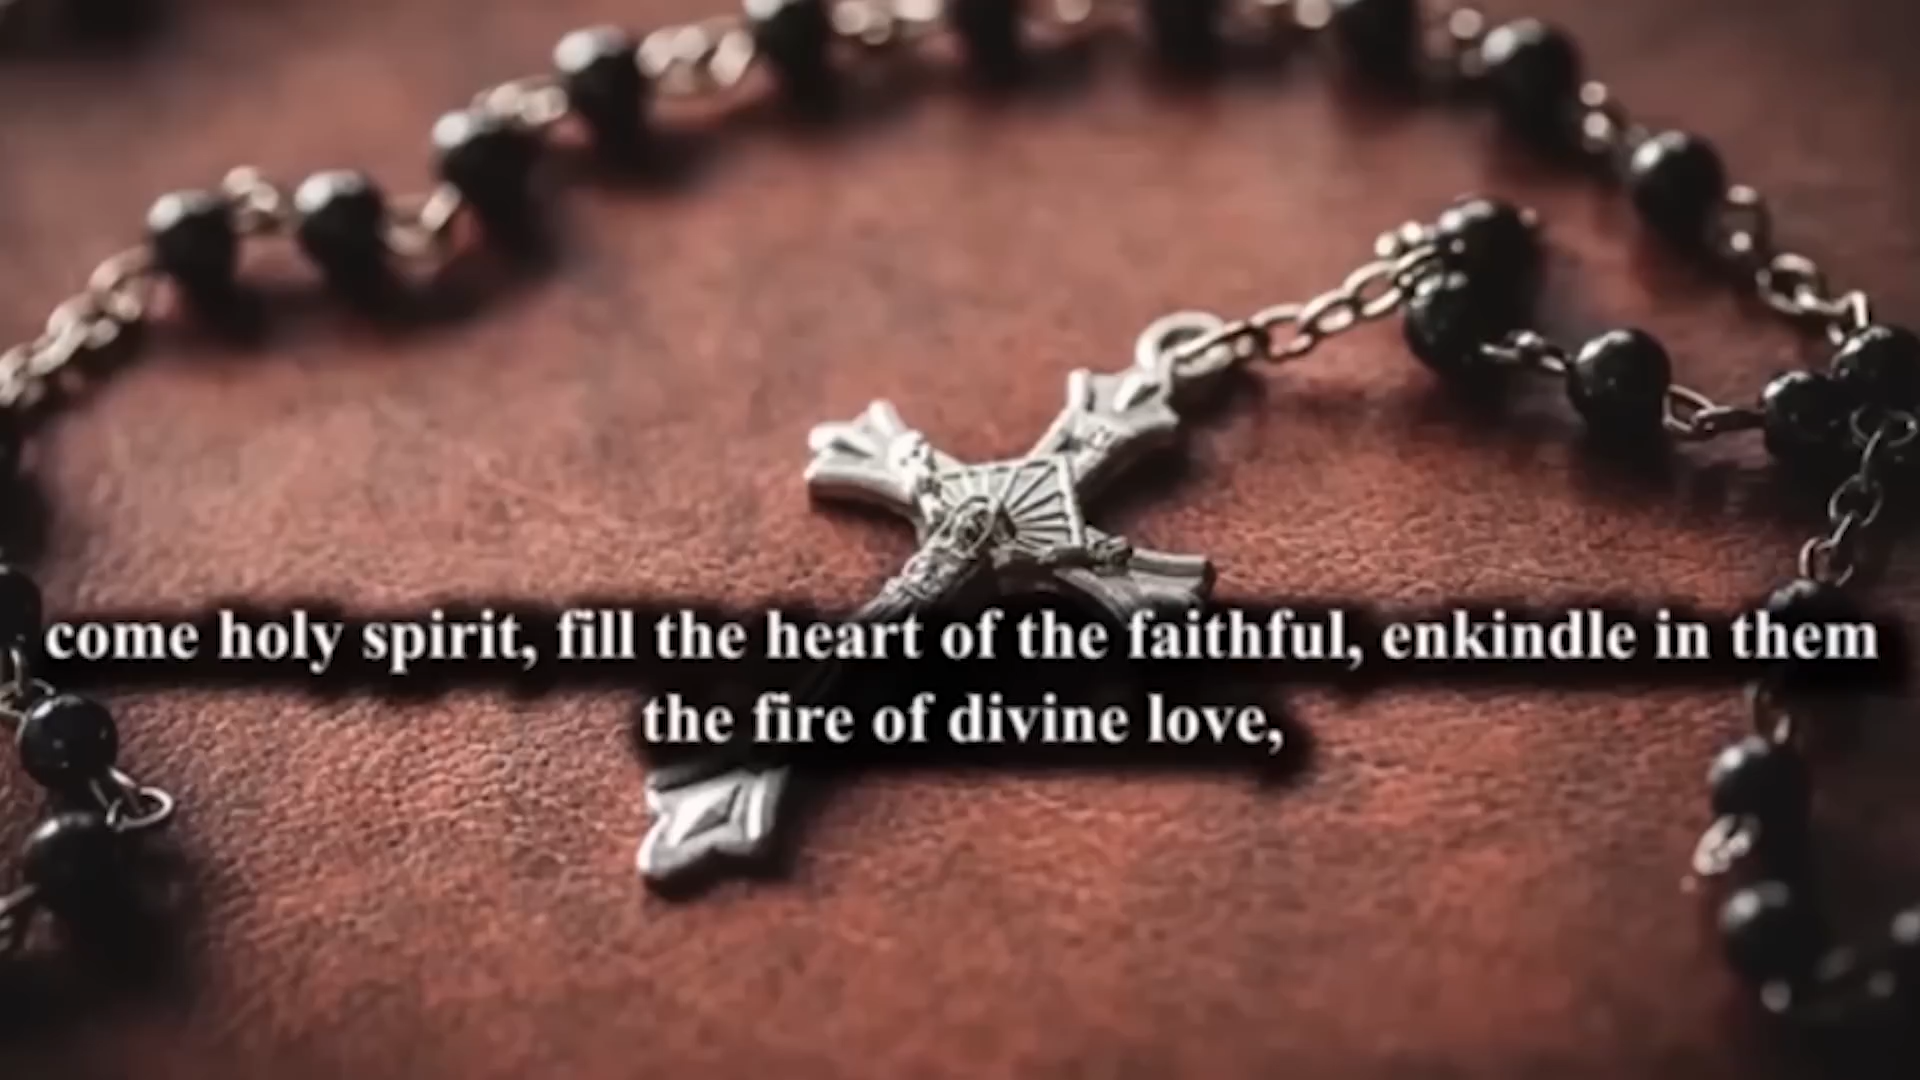 come holy spirit, fill the heart of the faithful, enkindle in them
the fire of divine love,